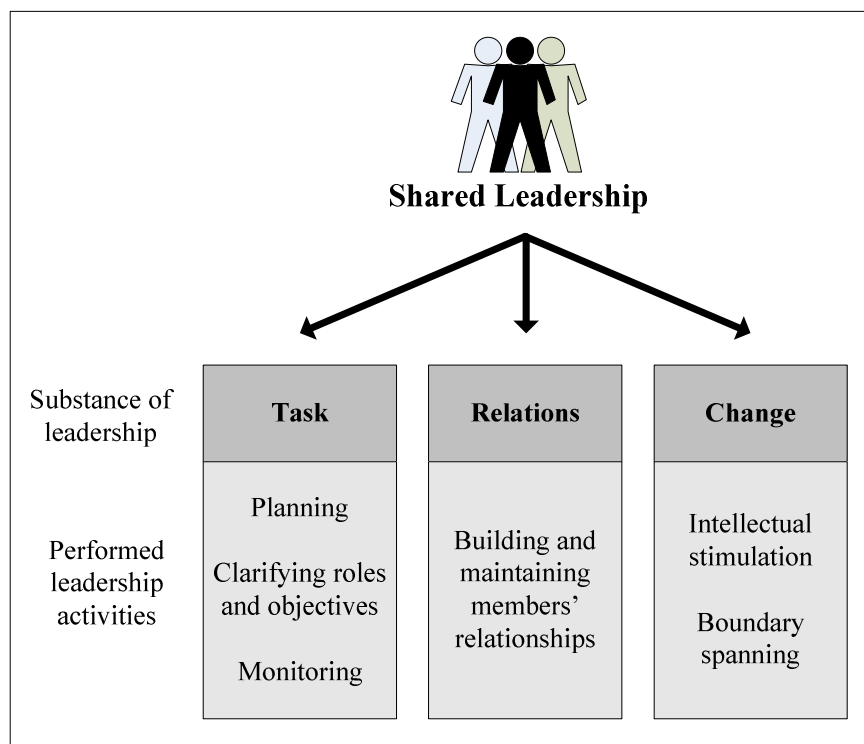 Shared Leadership
Substance of
leadership
Task
Relations
Change
Performed
leadership
activities
Planning
Clarifying roles
and objectives
Monitoring
Building and
maintaining
members’
relationships
Intellectual
stimulation
Boundary
spanning